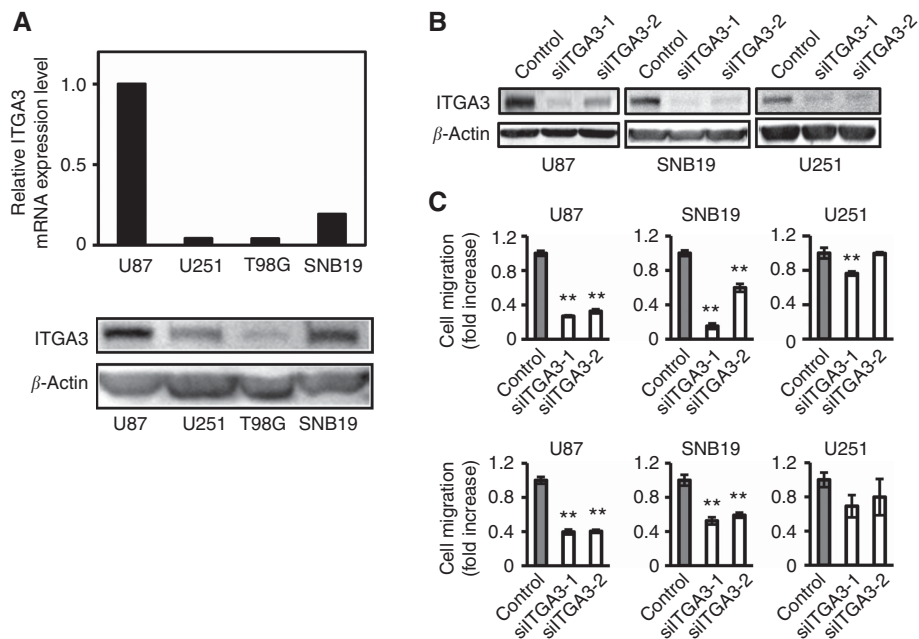 A
Relative ITGA3
mRNA expression level
1.0
0.5
0
U87 U251 T98G SNB19
ITGA3
β-Actin
U87 U251 T98G SNB19
B
Control siITGA3-1 siITGA3-2 Control siITGA3-1 siITGA3-2 Control siITGA3-1 siITGA3-2
ITGA3
β-Actin
U87 SNB19 U251
C
U87 SNB19 U251
Cell migration
(fold increase)
1.2 1.2 1.2
0.8 0.8 0.8
0.4 0.4 0.4
0 0 0
** ** ** ** **
Control siITGA3-1 siITGA3-2 Control siITGA3-1 siITGA3-2 Control siITGA3-1 siITGA3-2
U87 SNB19 U251
Cell migration
(fold increase)
1.2 1.2 1.2
0.8 0.8 0.8
0.4 0.4 0.4
0 0 0
** ** ** **
Control siITGA3-1 siITGA3-2 Control siITGA3-1 siITGA3-2 Control siITGA3-1 siITGA3-2